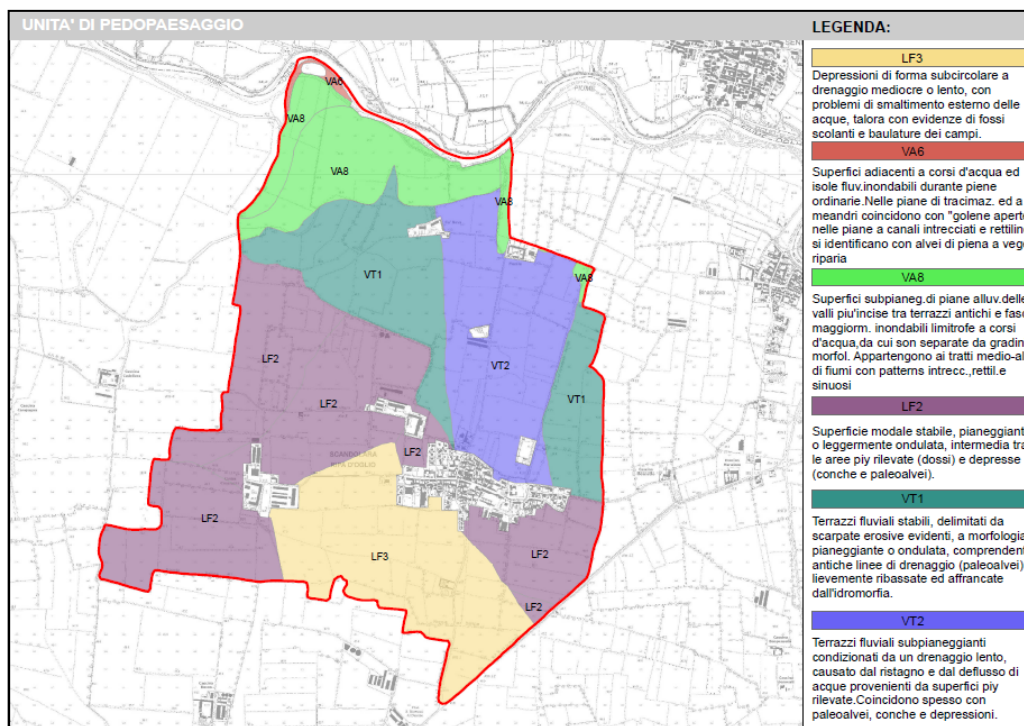 UNITA' DI PEDOPAESAGGIO
LEGENDA:
LF3
Depressioni di forma subcircolare a
drenaggio mediocre o lento, con
problemi di smaltimento esterno delle
acque, talora con evidenze di fossi
scolanti e baulature dei campi.
VA6
Superfici adiacenti a corsi d'acqua ed
isole fluv.inondabili durante piene
ordinarie.Nelle piane di tracimaz. ed a
meandri coincidono con "golene aperte
nelle piane a canali intrecciati e rettiline
si identificano con alvei di piena a vege
riparia
VA8
Superfici subpianeg.di piane alluv.delle
valli piu'incise tra terrazzi antichi e fasc
maggiorm. inondabili limitrofe a corsi
d'acqua,da cui son separate da gradin
morfol. Appartengono ai tratti medio-al
di fiumi con patterns intrecc.,rettil.e
sinuosi
LF2
Superficie modale stabile, pianeggiant
o leggermente ondulata, intermedia tra
le aree piy rilevate (dossi) e depresse
(conche e paleoalvei).
VT1
Terrazzi fluviali stabili, delimitati da
scarpate erosive evidenti, a morfologia
pianeggiante o ondulata, comprendent
antiche linee di drenaggio (paleoalvei)
lievemente ribassate ed affrancate
dall'idromorfia.
VT2
Terrazzi fluviali subpianeggianti
condizionati da un drenaggio lento,
causato dal ristagno e dal deflusso di
acque provenienti da superfici piy
rilevate.Coincidono spesso con
paleoalvei, conche e depressioni.
VA6
VA8
VA8
VA8
VT1
VA8
LF2
VT2
LF2
VT1
LF2
SCANDOLARA
RIPA D'OGLIO
LF2
LF3
LF2
LF2